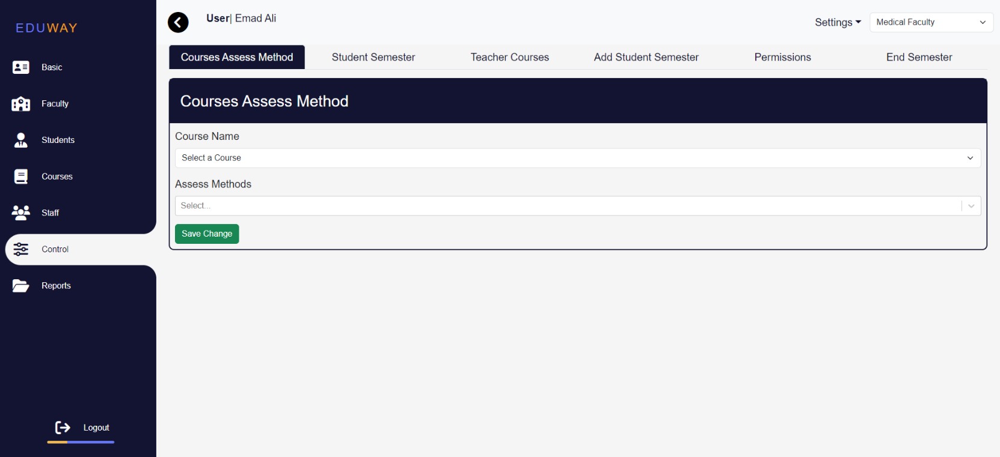 EDUWAY
Basic
Faculty
Students
Courses
Staff
Control
Reports
Logout
User| Emad Ali
Settings
Medical Faculty
Courses Assess Method
Student Semester
Teacher Courses
Add Student Semester
Permissions
End Semester
Courses Assess Method
Course Name
Select a Course
Assess Methods
Select...
Save Change